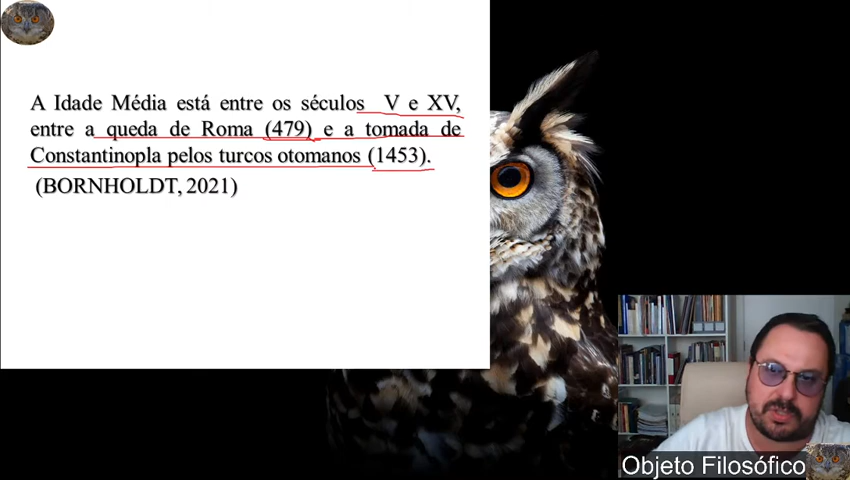 A Idade Média está entre os séculos V e XV,
entre a queda de Roma (479) e a tomada de
Constantinopla pelos turcos otomanos (1453).
(BORNHOLDT, 2021)
Objeto Filosófico